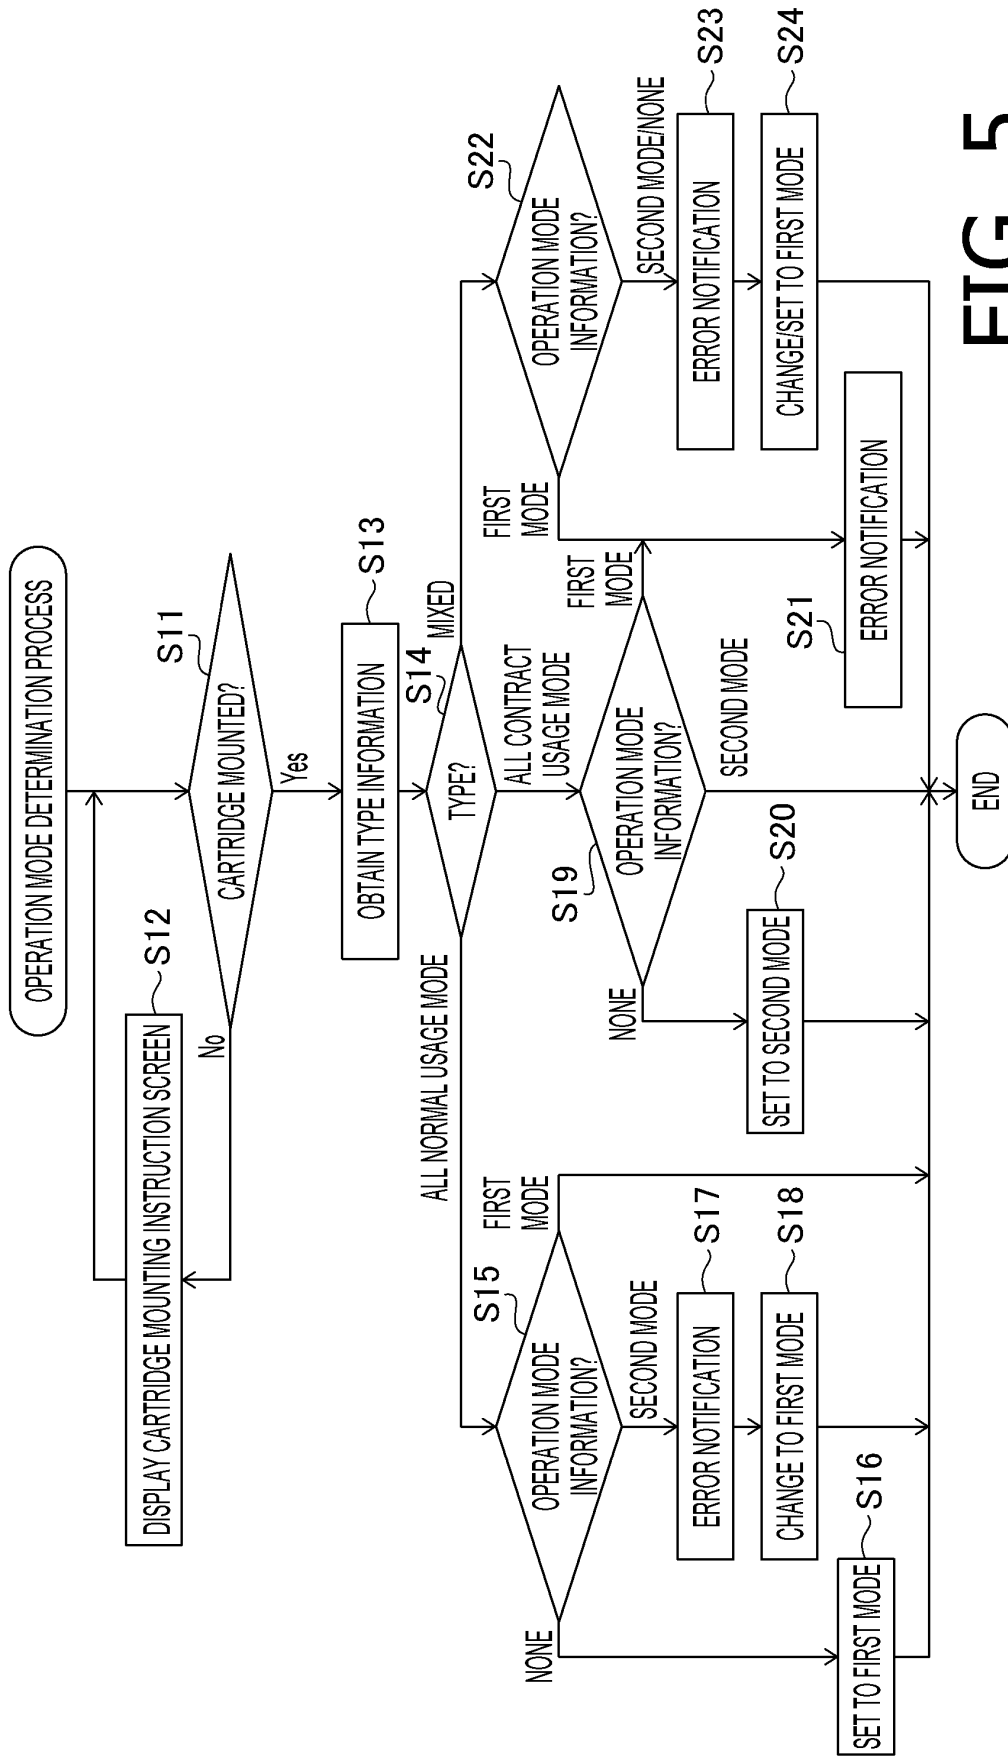 OPERATION MODE DETERMINATION PROCESS
S11
CARTRIDGE MOUNTED?
No
Yes
S12
DISPLAY CARTRIDGE MOUNTING INSTRUCTION SCREEN
S13
OBTAIN TYPE INFORMATION
S14
TYPE?
ALL NORMAL USAGE MODE
ALL CONTRACT
USAGE MODE
MIXED
S15
OPERATION MODE
INFORMATION?
NONE
SECOND MODE
FIRST
MODE
S16
SET TO FIRST MODE
S17
ERROR NOTIFICATION
S18
CHANGE TO FIRST MODE
S19
OPERATION MODE
INFORMATION?
NONE
SECOND MODE
FIRST
MODE
S20
SET TO SECOND MODE
S21
ERROR NOTIFICATION
S22
OPERATION MODE
INFORMATION?
FIRST
MODE
SECOND MODE/NONE
S23
ERROR NOTIFICATION
S24
CHANGE/SET TO FIRST MODE
END
FIG. 5